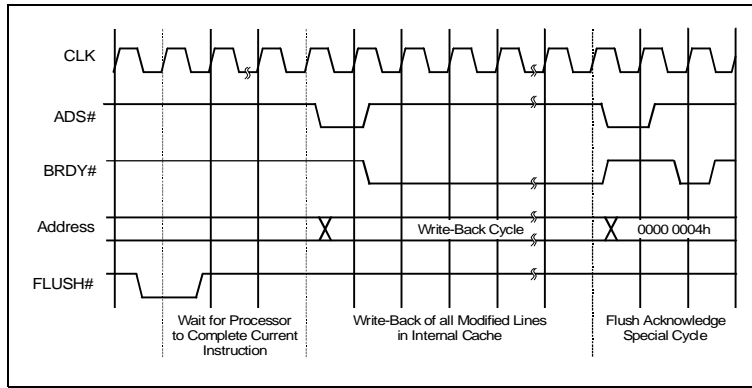 CLK
ADS#
BRDY#
Address
Write-Back Cycle
0000 0004h
FLUSH#
Wait for Processor
to Complete Current
Instruction
Write-Back of all Modified Lines
in Internal Cache
Flush Acknowledge
Special Cycle